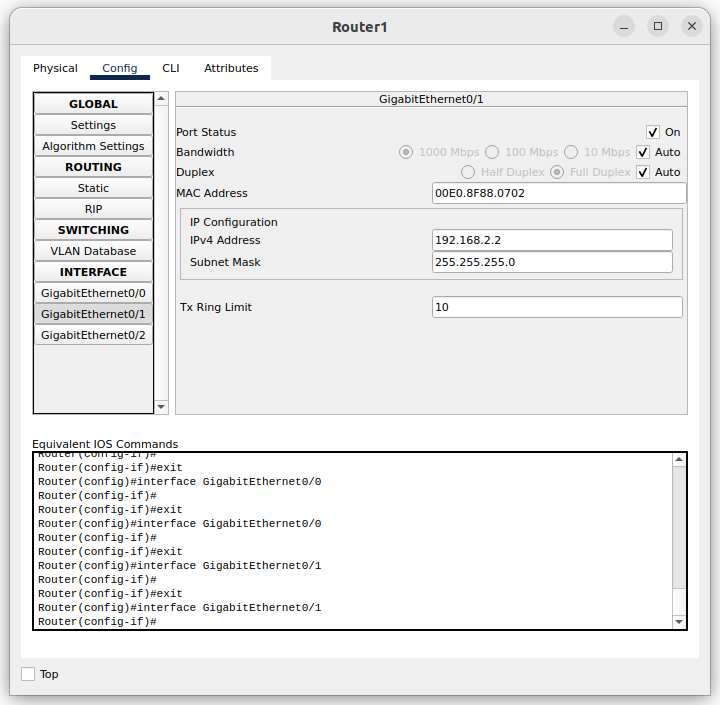 Router1
Physical Config CLI Attributes
GLOBAL
Settings
Algorithm Settings
ROUTING
Static
RIP
SWITCHING
VLAN Database
INTERFACE
GigabitEthernet0/0
GigabitEthernet0/1
GigabitEthernet0/2
GigabitEthernet0/1
Port Status On
Bandwidth 1000 Mbps 100 Mbps 10 Mbps Auto
Duplex Half Duplex Full Duplex Auto
MAC Address 00E0.8F88.0702
IP Configuration
IPv4 Address 192.168.2.2
Subnet Mask 255.255.255.0
Tx Ring Limit 10
Equivalent IOS Commands
Router(config-if)#
Router(config-if)#exit
Router(config)#interface GigabitEthernet0/0
Router(config-if)#
Router(config-if)#exit
Router(config)#interface GigabitEthernet0/0
Router(config-if)#
Router(config-if)#exit
Router(config)#interface GigabitEthernet0/1
Router(config-if)#
Router(config-if)#exit
Router(config)#interface GigabitEthernet0/1
Router(config-if)#
Top